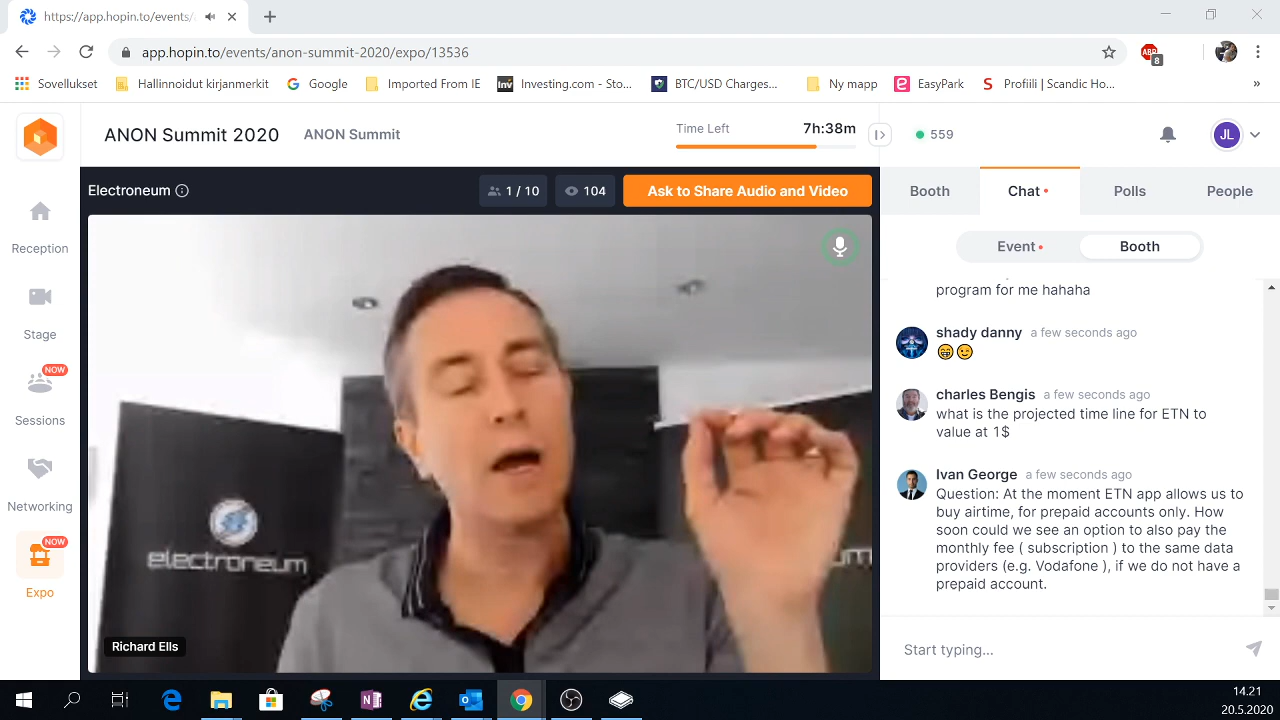 https://app.hopin.to/events/
app.hopin.to/events/anon-summit-2020/expo/13536
ABP
8
Sovellukset
Hallinnoidut kirjanmerkit
Google
Imported From IE
Inv
Investing.com - Sto...
BTC/USD Charges...
Ny mapp
EasyPark
Profiili | Scandic Ho...
»
ANON Summit 2020
ANON Summit
Time Left
7h:38m
559
JL
Electroneum
1 / 10
104
Ask to Share Audio and Video
Booth
Chat
Polls
People
Event
Booth
Reception
Stage
NOW
Sessions
Networking
NOW
Expo
electroneum
Richard Ells
program for me hahaha
shady danny a few seconds ago
😁😉
charles Bengis a few seconds ago
what is the projected time line for ETN to
value at 1$
Ivan George a few seconds ago
Question: At the moment ETN app allows us to
buy airtime, for prepaid accounts only. How
soon could we see an option to also pay the
monthly fee ( subscription ) to the same data
providers (e.g. Vodafone ), if we do not have a
prepaid account.
Start typing...
14.21
20.5.2020